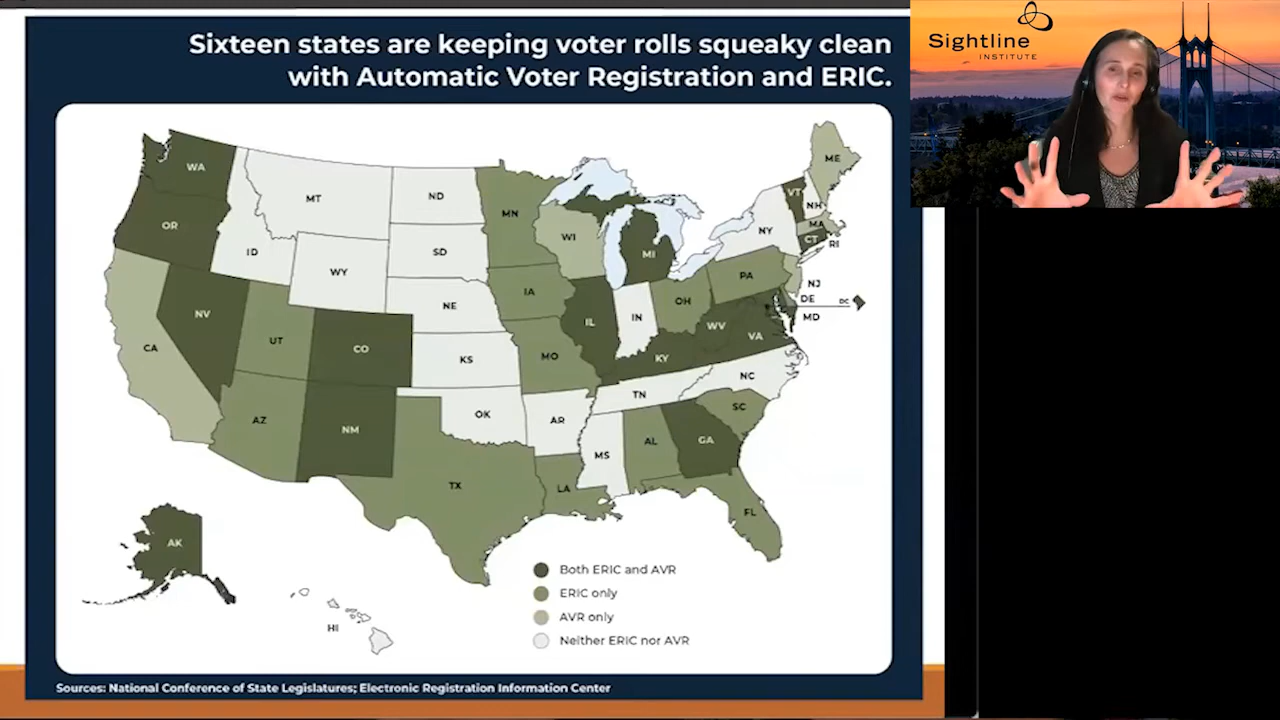 Sixteen states are keeping voter rolls squeaky clean
with Automatic Voter Registration and ERIC.
Sightline
INSTITUTE
WA
MT
ND
MN
ME
VT
NH
OR
ID
SD
WI
NY
MA
CT
RI
WY
MI
PA
NJ
NE
IA
OH
DE
DC
MD
NV
IL
IN
WV
VA
CA
UT
CO
KS
MO
KY
NC
AZ
NM
OK
AR
TN
SC
MS
AL
GA
TX
LA
FL
AK
HI
Both ERIC and AVR
ERIC only
AVR only
Neither ERIC nor AVR
Sources: National Conference of State Legislatures; Electronic Registration Information Center